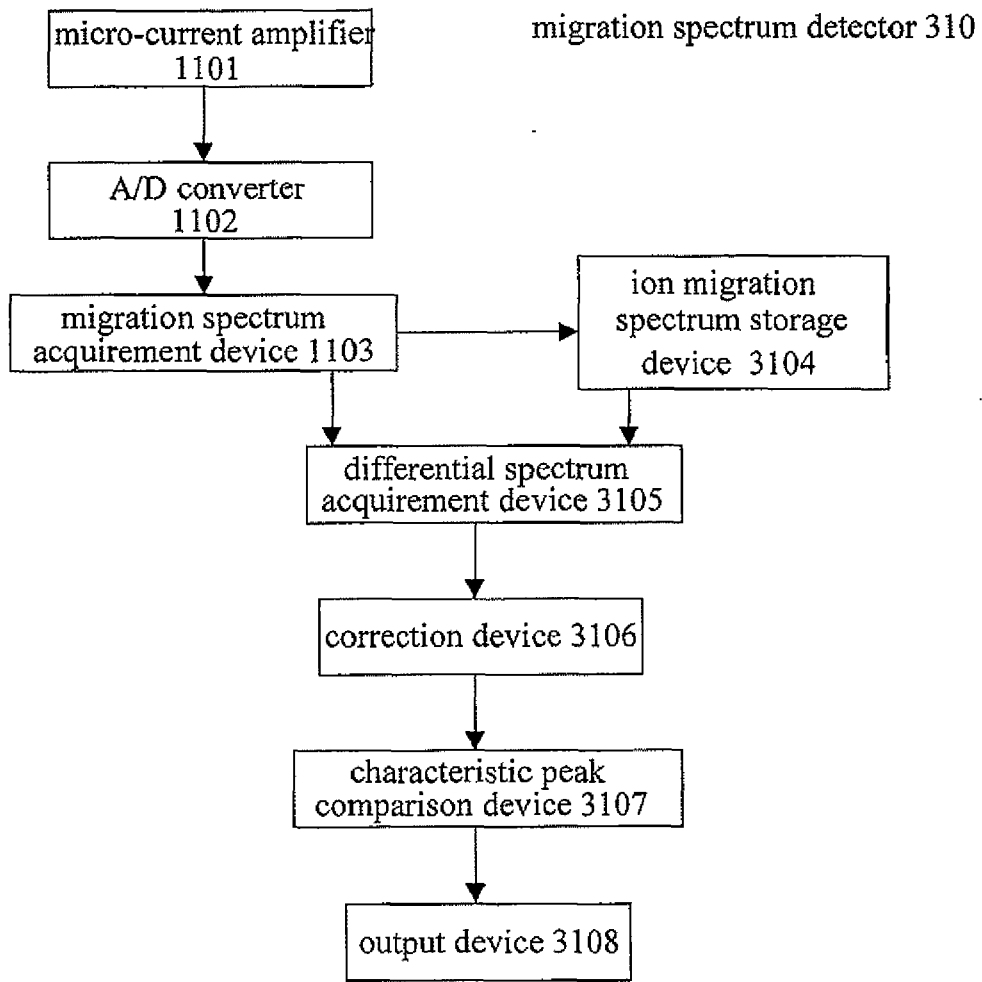 micro-current amplifier
1101
migration spectrum detector 310
A/D converter
1102
migration spectrum
acquirement device 1103
ion migration
spectrum storage
device 3104
differential spectrum
acquirement device 3105
correction device 3106
characteristic peak
comparison device 3107
output device 3108